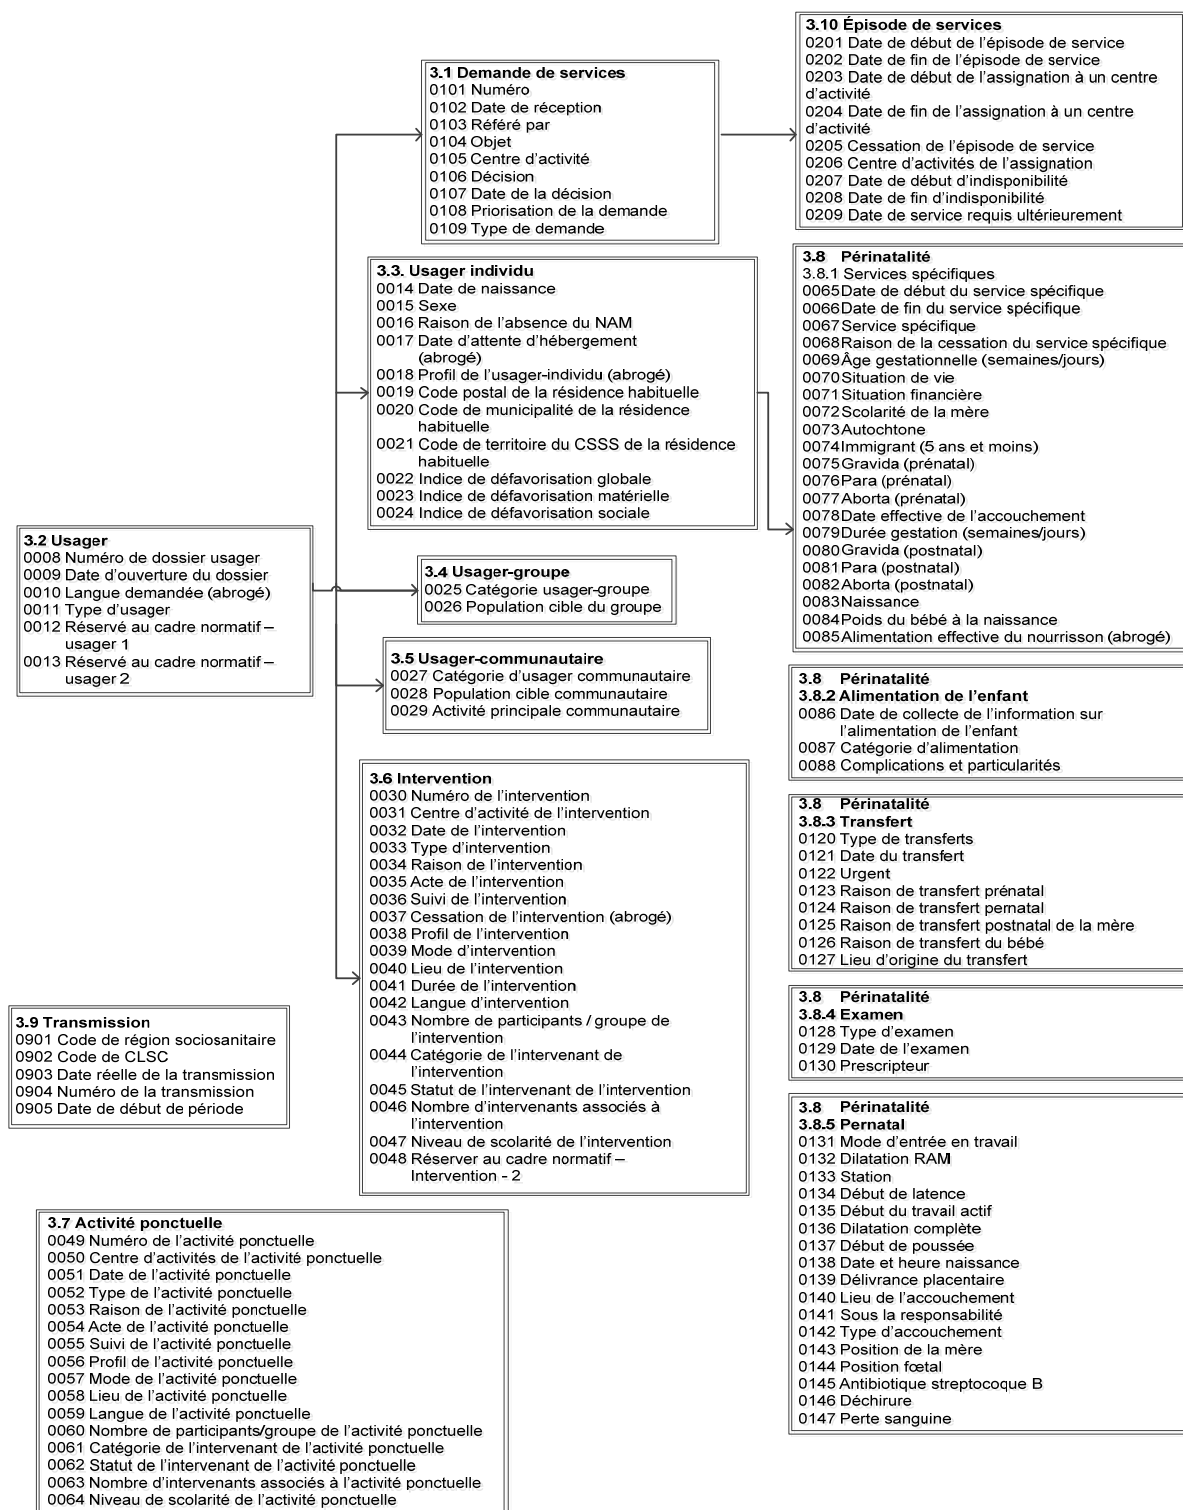 3.10 Épisode de services
0201 Date de début de l'épisode de service
0202 Date de fin de l'épisode de service
0203 Date de début de l'assignation à un centre
d'activité
0204 Date de fin de l'assignation à un centre
d'activité
0205 Cessation de l'épisode de service
0206 Centre d'activités de l'assignation
0207 Date de début d'indisponibilité
0208 Date de fin d'indisponibilité
0209 Date de service requis ultérieurement
3.1 Demande de services
0101 Numéro
0102 Date de réception
0103 Référé par
0104 Objet
0105 Centre d'activité
0106 Décision
0107 Date de la décision
0108 Priorisation de la demande
0109 Type de demande
3.3. Usager individu
0014 Date de naissance
0015 Sexe
0016 Raison de l'absence du NAM
0017 Date d'attente d'hébergement
(abrogé)
0018 Profil de l'usager-individu (abrogé)
0019 Code postal de la résidence habituelle
0020 Code de municipalité de la résidence
habituelle
0021 Code de territoire du CSSS de la résidence
habituelle
0022 Indice de défavorisation globale
0023 Indice de défavorisation matérielle
0024 Indice de défavorisation sociale
3.8 Périnatalité
3.8.1 Services spécifiques
0065 Date de début du service spécifique
0066 Date de fin du service spécifique
0067 Service spécifique
0068 Raison de la cessation du service spécifique
0069 Âge gestationnelle (semaines/jours)
0070 Situation de vie
0071 Situation financière
0072 Scolarité de la mère
0073 Autochtone
0074 Immigrant (5 ans et moins)
0075 Gravida (prénatal)
0076 Para (prénatal)
0077 Aborta (prénatal)
0078 Date effective de l'accouchement
0079 Durée gestation (semaines/jours)
0080 Gravida (postnatal)
0081 Para (postnatal)
0082 Aborta (postnatal)
0083 Naissance
0084 Poids du bébé à la naissance
0085 Alimentation effective du nourrisson (abrogé)
3.2 Usager
0008 Numéro de dossier usager
0009 Date d'ouverture du dossier
0010 Langue demandée (abrogé)
0011 Type d'usager
0012 Réservé au cadre normatif –
usager 1
0013 Réservé au cadre normatif –
usager 2
3.4 Usager-groupe
0025 Catégorie usager-groupe
0026 Population cible du groupe
3.5 Usager-communautaire
0027 Catégorie d'usager communautaire
0028 Population cible communautaire
0029 Activité principale communautaire
3.8 Périnatalité
3.8.2 Alimentation de l'enfant
0086 Date de collecte de l'information sur
l'alimentation de l'enfant
0087 Catégorie d'alimentation
0088 Complications et particularités
3.6 Intervention
0030 Numéro de l'intervention
0031 Centre d'activité de l'intervention
0032 Date de l'intervention
0033 Type d'intervention
0034 Raison de l'intervention
0035 Acte de l'intervention
0036 Suivi de l'intervention
0037 Cessation de l'intervention (abrogé)
0038 Profil de l'intervention
0039 Mode d'intervention
0040 Lieu de l'intervention
0041 Durée de l'intervention
0042 Langue d'intervention
0043 Nombre de participants / groupe de
l'intervention
0044 Catégorie de l'intervenant de
l'intervention
0045 Statut de l'intervenant de l'intervention
0046 Nombre d'intervenants associés à
l'intervention
0047 Niveau de scolarité de l'intervention
0048 Réserver au cadre normatif –
Intervention - 2
3.8 Périnatalité
3.8.3 Transfert
0120 Type de transferts
0121 Date du transfert
0122 Urgent
0123 Raison de transfert prénatal
0124 Raison de transfert pernatal
0125 Raison de transfert postnatal de la mère
0126 Raison de transfert du bébé
0127 Lieu d'origine du transfert
3.8 Périnatalité
3.8.4 Examen
0128 Type d'examen
0129 Date de l'examen
0130 Prescripteur
3.9 Transmission
0901 Code de région sociosanitaire
0902 Code de CLSC
0903 Date réelle de la transmission
0904 Numéro de la transmission
0905 Date de début de période
3.8 Périnatalité
3.8.5 Pernatal
0131 Mode d'entrée en travail
0132 Dilatation RAM
0133 Station
0134 Début de latence
0135 Début du travail actif
0136 Dilatation complète
0137 Début de poussée
0138 Date et heure naissance
0139 Délivrance placentaire
0140 Lieu de l'accouchement
0141 Sous la responsabilité
0142 Type d'accouchement
0143 Position de la mère
0144 Position fœtal
0145 Antibiotique streptocoque B
0146 Déchirure
0147 Perte sanguine
3.7 Activité ponctuelle
0049 Numéro de l'activité ponctuelle
0050 Centre d'activités de l'activité ponctuelle
0051 Date de l'activité ponctuelle
0052 Type de l'activité ponctuelle
0053 Raison de l'activité ponctuelle
0054 Acte de l'activité ponctuelle
0055 Suivi de l'activité ponctuelle
0056 Profil de l'activité ponctuelle
0057 Mode de l'activité ponctuelle
0058 Lieu de l'activité ponctuelle
0059 Langue de l'activité ponctuelle
0060 Nombre de participants/groupe de l'activité ponctuelle
0061 Catégorie de l'intervenant de l'activité ponctuelle
0062 Statut de l'intervenant de l'activité ponctuelle
0063 Nombre d'intervenants associés à l'activité ponctuelle
0064 Niveau de scolarité de l'activité ponctuelle